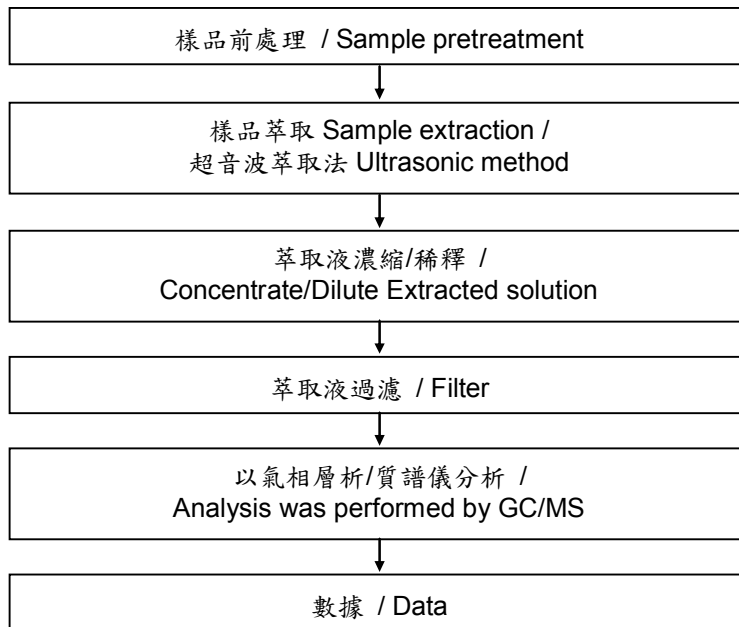 樣品前處理 / Sample pretreatment
樣品萃取 Sample extraction /
超音波萃取法 Ultrasonic method
萃取液濃縮/稀釋 /
Concentrate/Dilute Extracted solution
萃取液過濾 / Filter
以氣相層析/質譜儀分析 /
Analysis was performed by GC/MS
數據 / Data